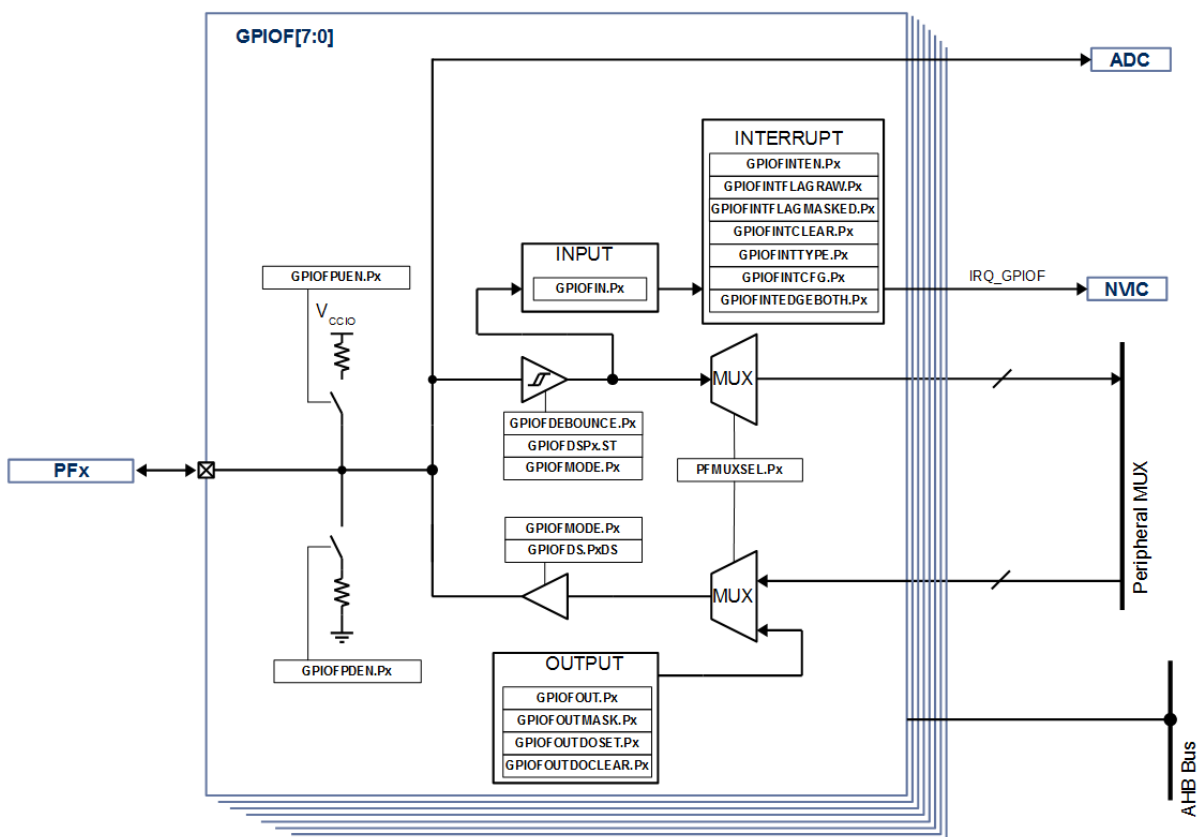 GPIOF[7:0]
ADC
INTERRUPT
GPIOFINTEN.Px
GPIOFINTFLAGRAW.Px
GPIOFINTFLAGMASKED.Px
GPIOFINTCLEAR.Px
GPIOFINTTYPE.Px
GPIOFINTCFG.Px
GPIOFINTEDGEBOTH.Px
INPUT
GPIOFIN.Px
IRQ_GPIOF
NVIC
GPIOFPUEN.Px
VCCIO
MUX
GPIOFDEBOUNCE.Px
GPIOFDSPx.ST
GPIOFMODE.Px
PFMUXSEL.Px
PFx
GPIOFMODE.Px
GPIOFDS.PxDS
MUX
Peripheral MUX
GPIOFPDEN.Px
OUTPUT
GPIOFOUT.Px
GPIOFOUTMASK.Px
GPIOFOUTDOSET.Px
GPIOFOUTDOCLEAR.Px
AHB Bus